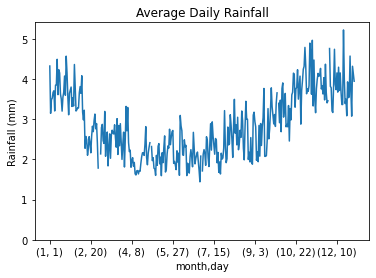 Average Daily Rainfall
Rainfall (mm)
5
4
3
2
1
0
(1, 1) (2, 20) (4, 8) (5, 27) (7, 15) (9, 3) (10, 22) (12, 10)
month,day